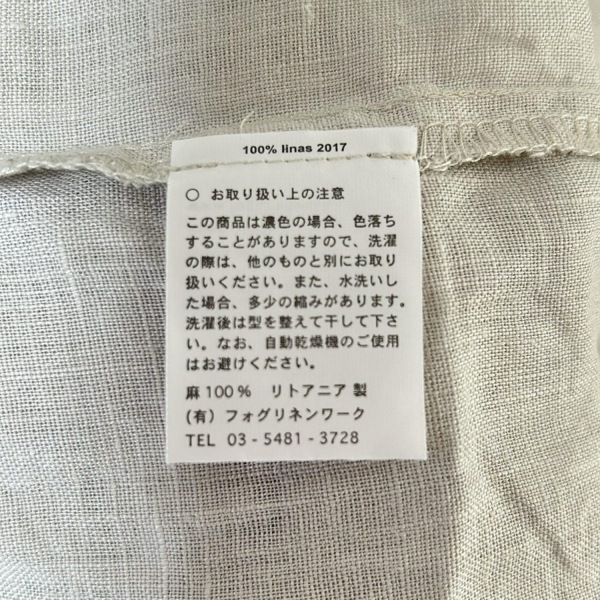 100% linas 2017
○ お取り扱い上の注意
この商品は濃色の場合、色落ち
することがありますので、洗濯
の際は、他のものと別にお取り
扱いください。また、水洗いし
た場合、多少の縮みがあります。
洗濯後は型を整えて干して下さ
い。なお、自動乾燥機のご使用
はお避けください。
麻100% リトアニア 製
(有) フォグリネンワーク
TEL 03-5481-3728